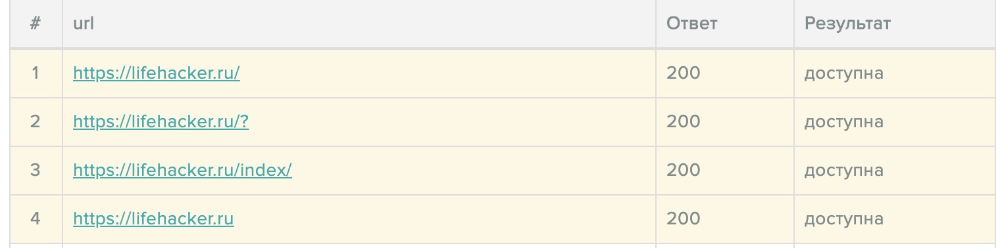 # url Ответ Результат
1 https://lifehacker.ru/ 200 доступна
2 https://lifehacker.ru/? 200 доступна
3 https://lifehacker.ru/index/ 200 доступна
4 https://lifehacker.ru 200 доступна